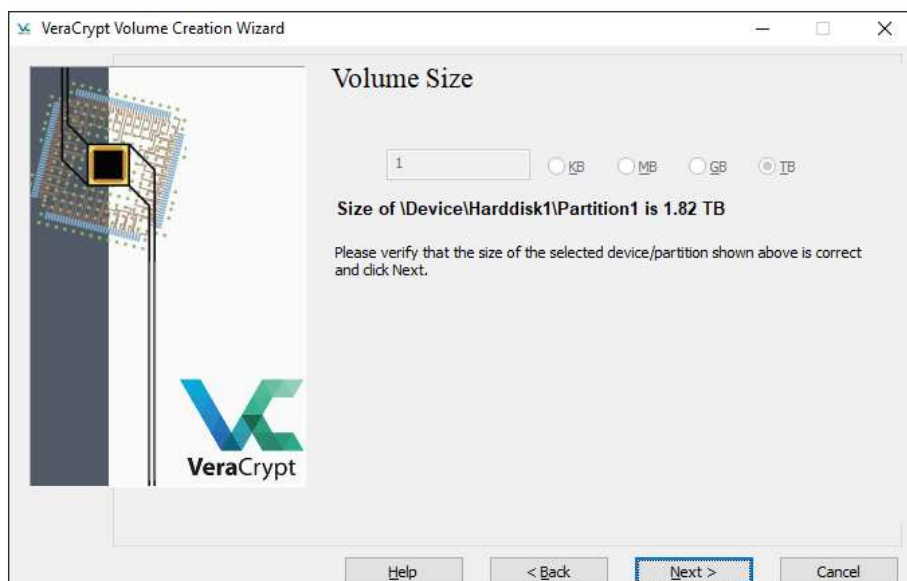 VeraCrypt Volume Creation Wizard
Volume Size
1 KB MB GB TB
Size of \Device\Harddisk1\Partition1 is 1.82 TB
Please verify that the size of the selected device/partition shown above is correct
and click Next.
VeraCrypt
Help < Back Next > Cancel